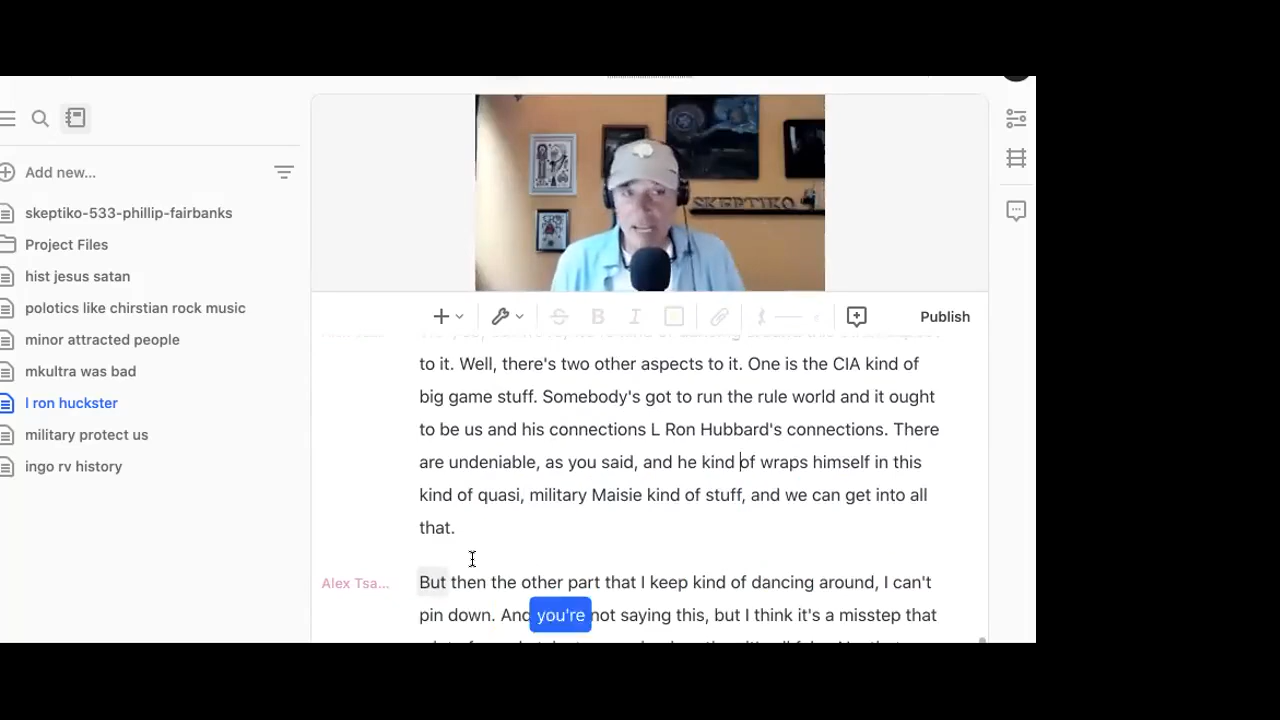 SKEPTIKO
Add new...
skeptiko-533-phillip-fairbanks
Project Files
hist jesus satan
polotics like chirstian rock music
minor attracted people
mkultra was bad
l ron huckster
military protect us
ingo rv history
B
I
Publish
to it. Well, there's two other aspects to it. One is the CIA kind of
big game stuff. Somebody's got to run the rule world and it ought
to be us and his connections L Ron Hubbard's connections. There
are undeniable, as you said, and he kind of wraps himself in this
kind of quasi, military Maisie kind of stuff, and we can get into all
that.
Alex Tsa...
But then the other part that I keep kind of dancing around, I can't
pin down. And you're not saying this, but I think it's a misstep that